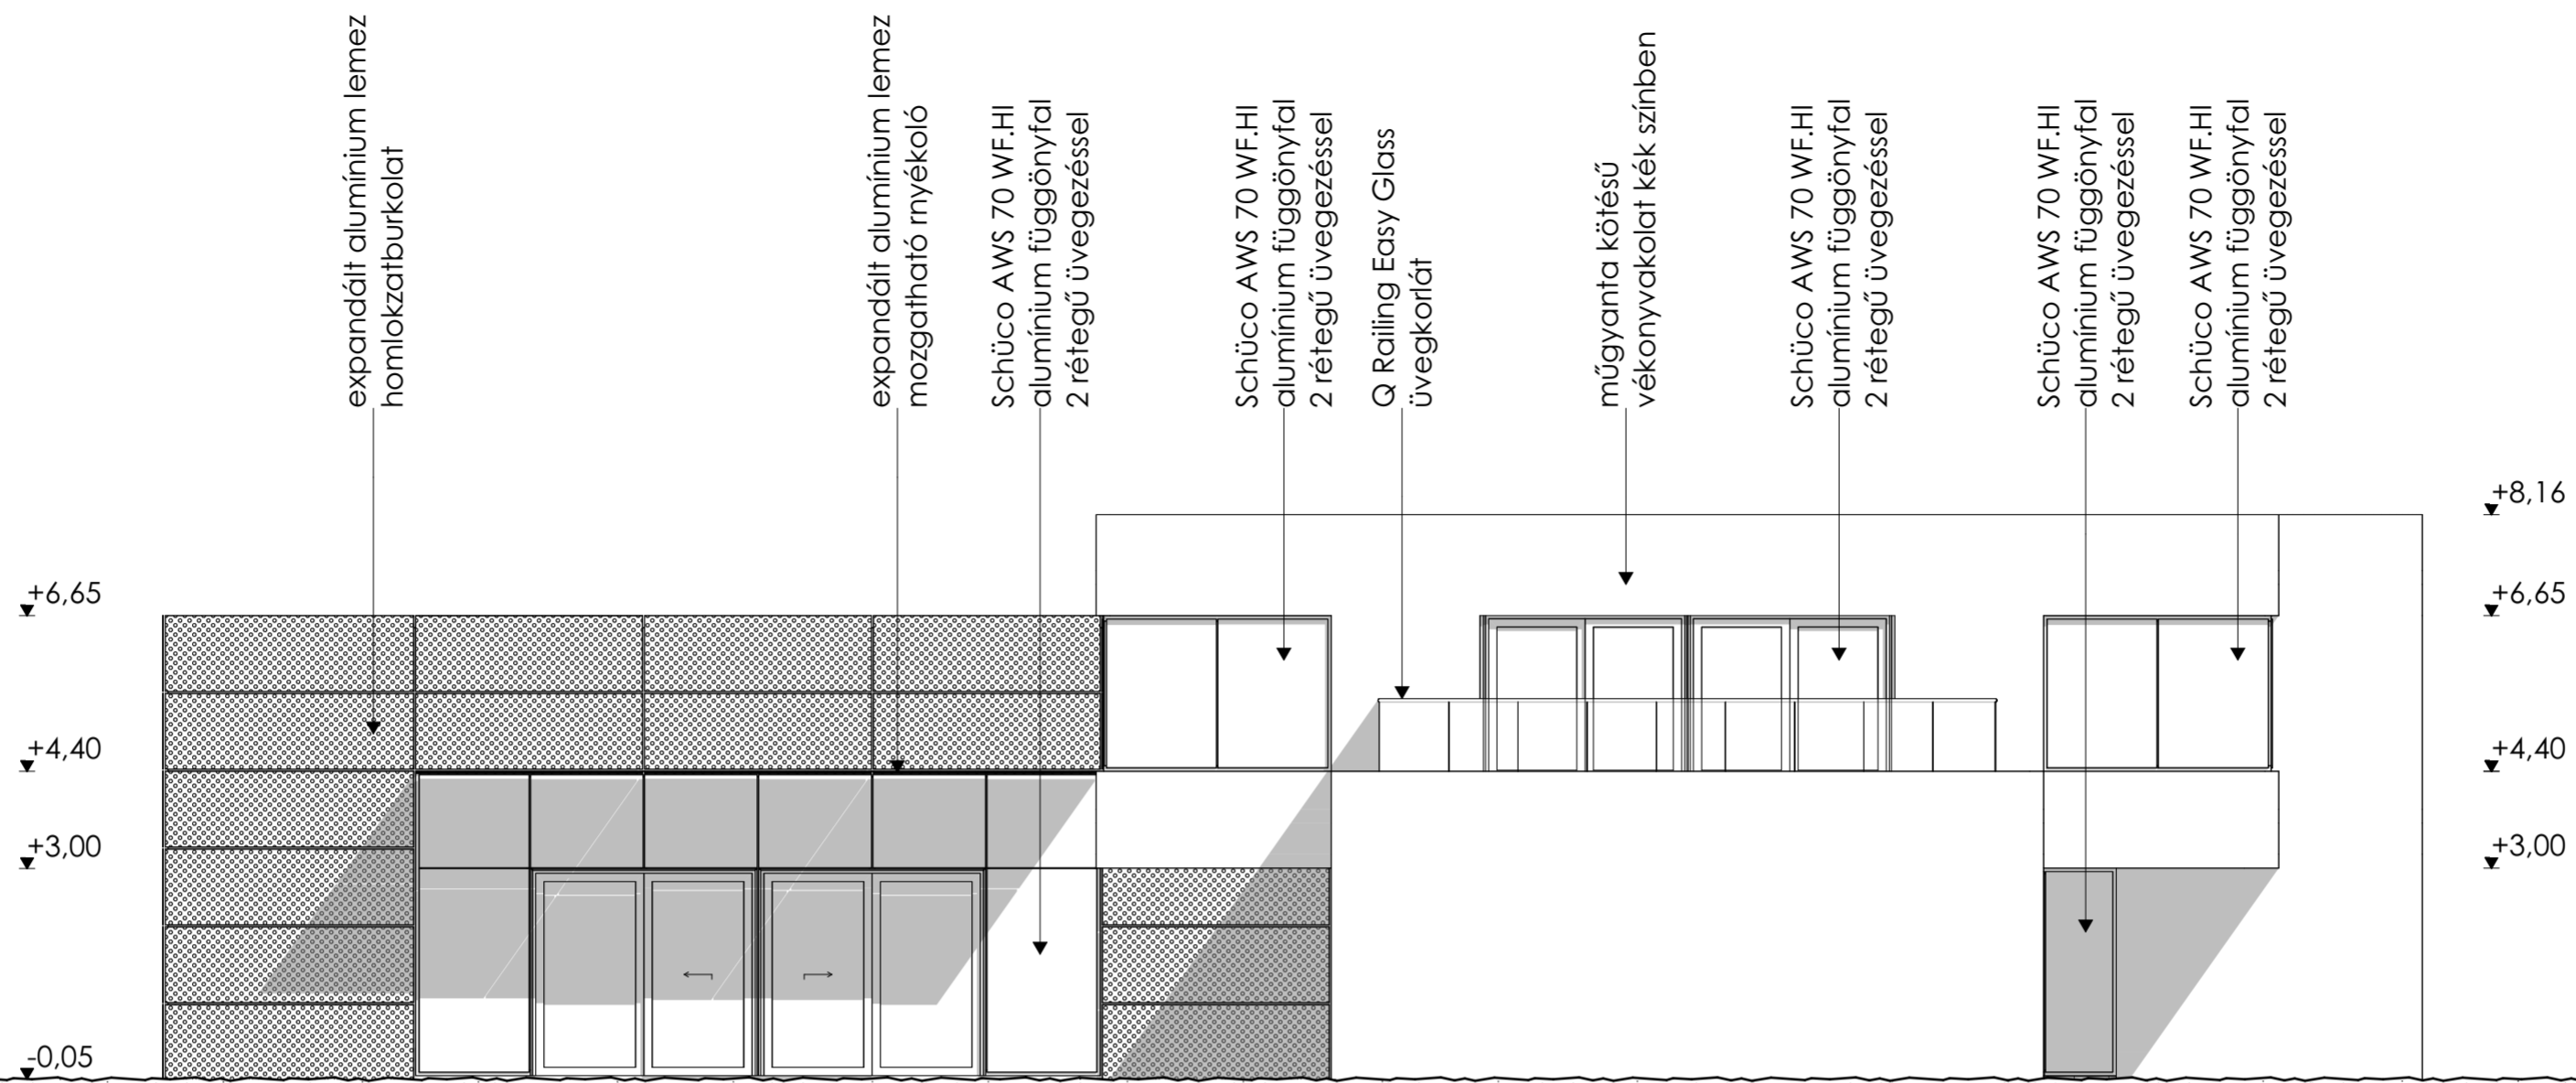 expandált alumínium lemez
homlokzatburkolat
expandált alumínium lemez
mozgatható rnyékoló
Schüco AWS 70 WF.HI
alumínium függönyfal
2 rétegű üvegezéssel
Schüco AWS 70 WF.HI
alumínium függönyfal
2 rétegű üvegezéssel
Q Railing Easy Glass
üvegkorlát
műgyanta kötésű
vékonyvakolat kék színben
Schüco AWS 70 WF.HI
alumínium függönyfal
2 rétegű üvegezéssel
Schüco AWS 70 WF.HI
alumínium függönyfal
2 rétegű üvegezéssel
Schüco AWS 70 WF.HI
alumínium függönyfal
2 rétegű üvegezéssel
+6,65
+4,40
+3,00
-0,05
+8,16
+6,65
+4,40
+3,00